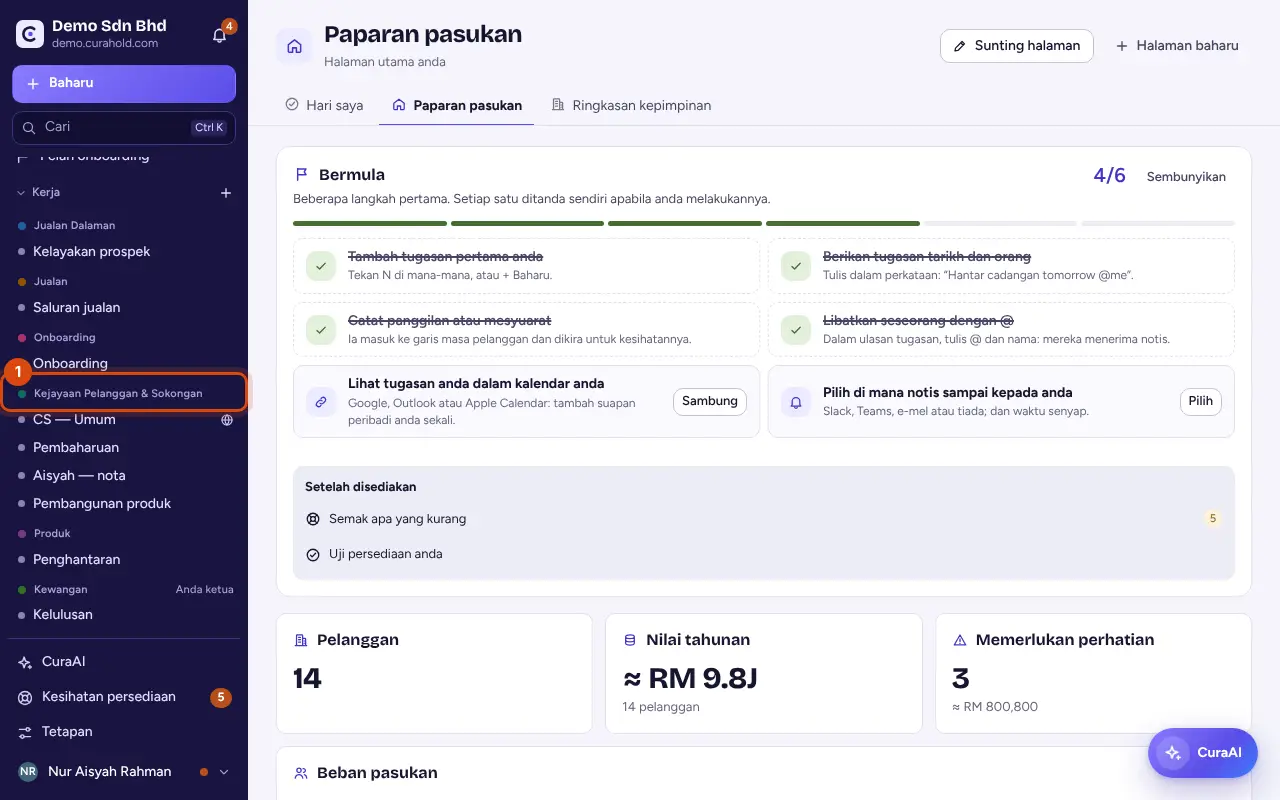 Demo Sdn Bhd
demo.curahold.com
4
Baharu
Cari
Ctrl K
Pelan onboarding
Kerja
Jualan Dalaman
Kelayakan prospek
Jualan
Saluran jualan
Onboarding
Onboarding
1
Kejayaan Pelanggan & Sokongan
CS — Umum
Pembaharuan
Aisyah — nota
Pembangunan produk
Produk
Penghantaran
Kewangan
Anda ketua
Kelulusan
CuraAI
Kesihatan persediaan
5
Tetapan
NR
Nur Aisyah Rahman
Paparan pasukan
Halaman utama anda
Sunting halaman
Halaman baharu
Hari saya
Paparan pasukan
Ringkasan kepimpinan
Bermula
4/6
Sembunyikan
Beberapa langkah pertama. Setiap satu ditanda sendiri apabila anda melakukannya.
Tambah tugasan pertama anda
Tekan N di mana-mana, atau + Baharu.
Berikan tugasan tarikh dan orang
Tulis dalam perkataan: “Hantar cadangan tomorrow @me”.
Catat panggilan atau mesyuarat
Ia masuk ke garis masa pelanggan dan dikira untuk kesihatannya.
Libatkan seseorang dengan @
Dalam ulasan tugasan, tulis @ dan nama: mereka menerima notis.
Lihat tugasan anda dalam kalendar anda
Google, Outlook atau Apple Calendar: tambah suapan
peribadi anda sekali.
Sambung
Pilih di mana notis sampai kepada anda
Slack, Teams, e-mel atau tiada; dan waktu senyap.
Pilih
Setelah disediakan
Semak apa yang kurang
5
Uji persediaan anda
Pelanggan
14
Nilai tahunan
≈ RM 9.8J
14 pelanggan
Memerlukan perhatian
3
≈ RM 800,800
Beban pasukan
CuraAI